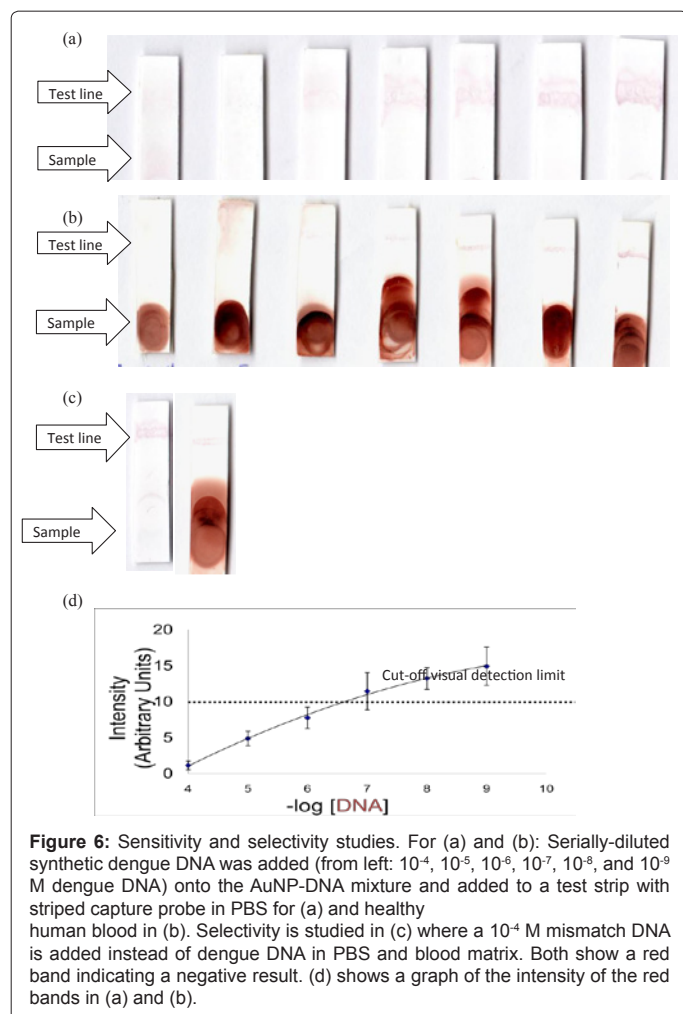 (a)
Test line
Sample
(b)
Test line
Sample
(c)
Test line
Sample
(d)
20
15
10
5
0
Intensity
(Arbitrary Units)
Cut-off visual detection limit
4 5 6 7 8 9 10
-log [DNA]
Figure 6: Sensitivity and selectivity studies. For (a) and (b): Serially-diluted
synthetic dengue DNA was added (from left: 10⁻⁴, 10⁻⁵, 10⁻⁶, 10⁻⁷, 10⁻⁸, and 10⁻⁹
M dengue DNA) onto the AuNP-DNA mixture and added to a test strip with
striped capture probe in PBS for (a) and healthy
human blood in (b). Selectivity is studied in (c) where a 10⁻⁴ M mismatch DNA
is added instead of dengue DNA in PBS and blood matrix. Both show a red
band indicating a negative result. (d) shows a graph of the intensity of the red
bands in (a) and (b).